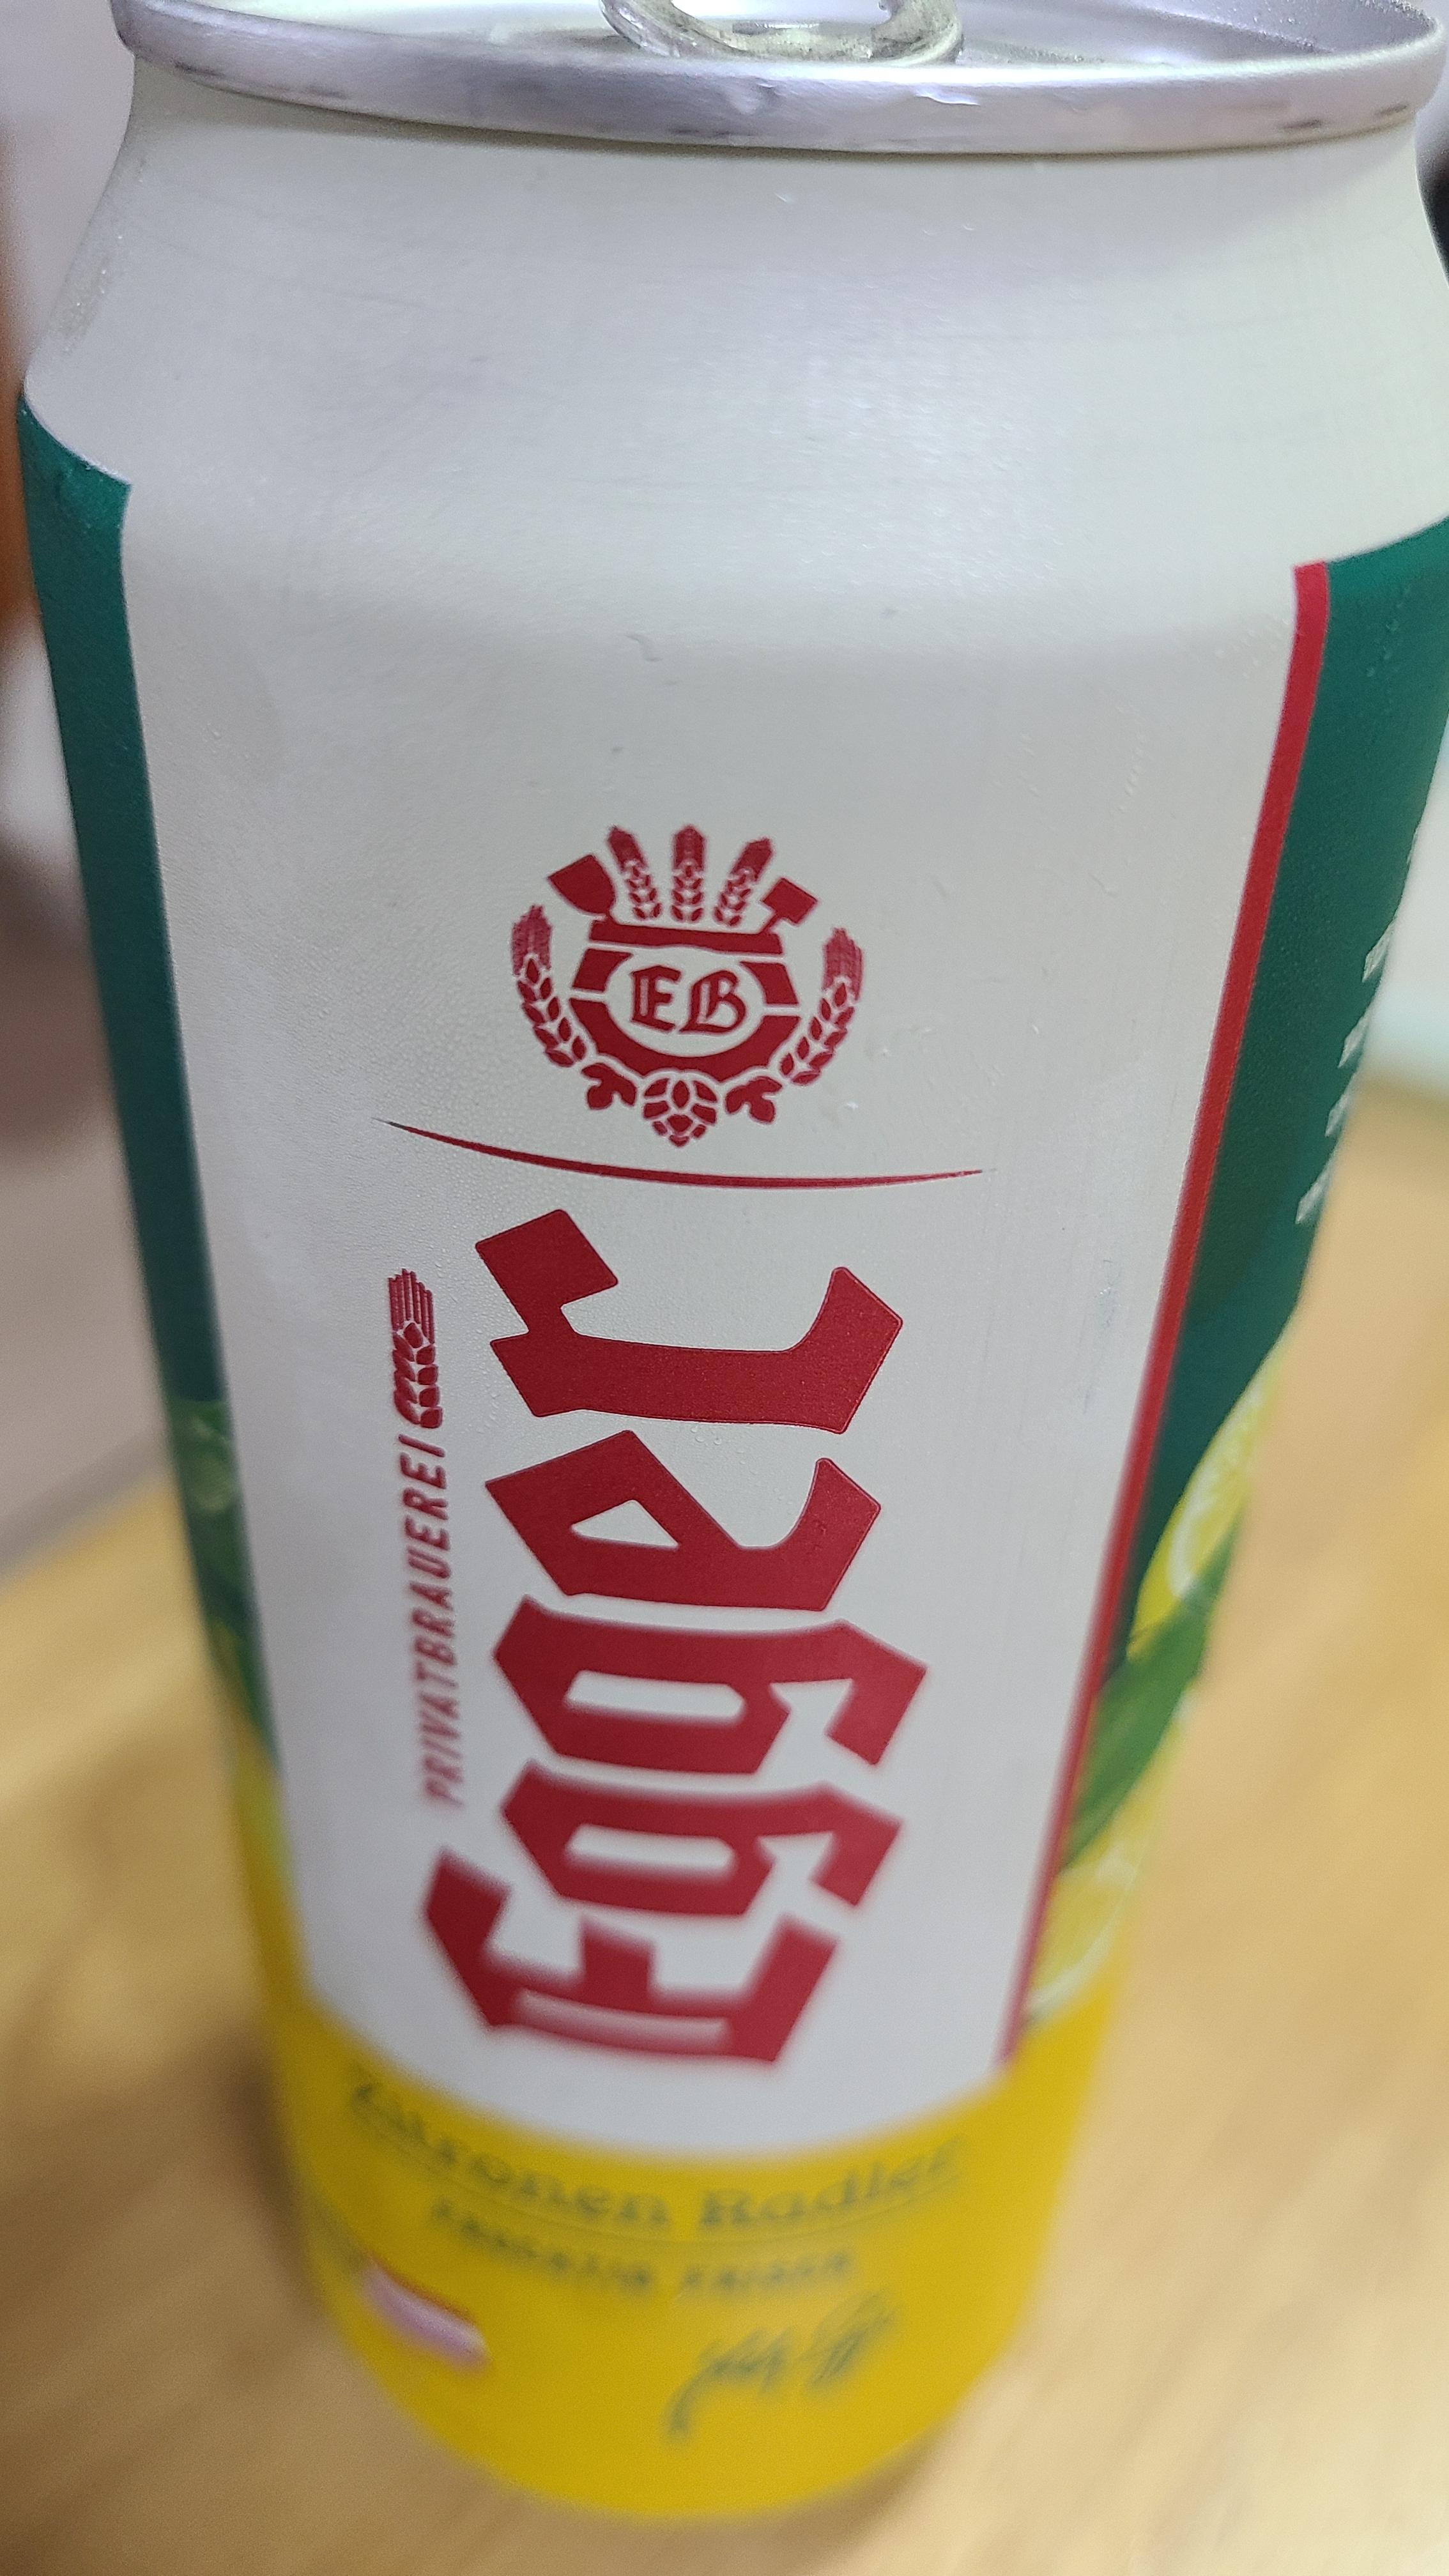 EB
PRIVATBRAUEREI
Egger
Zitronen Radler